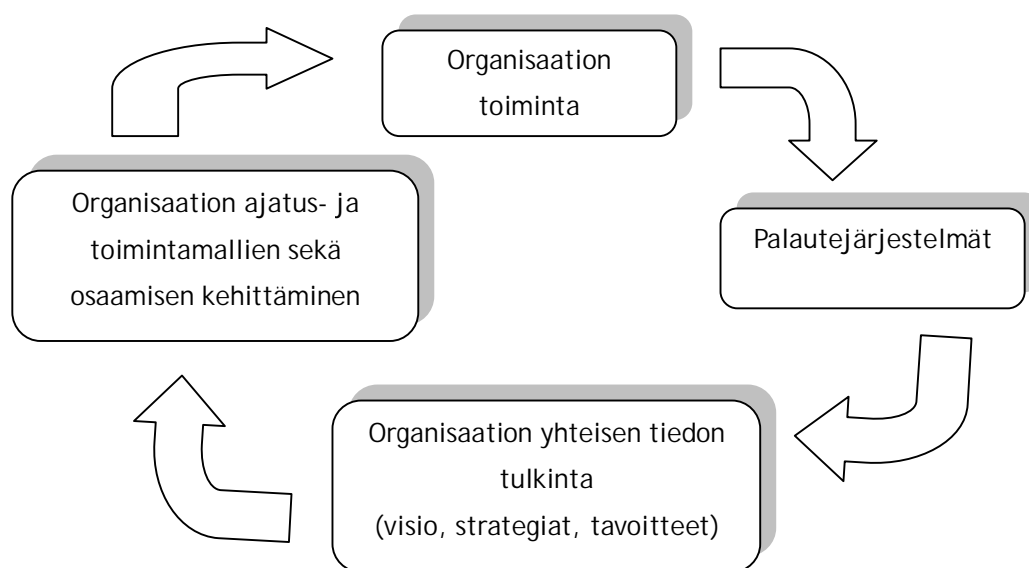 Organisaation
toiminta
Palautejärjestelmät
Organisaation yhteisen tiedon
tulkinta
(visio, strategiat, tavoitteet)
Organisaation ajatus- ja
toimintamallien sekä
osaamisen kehittäminen